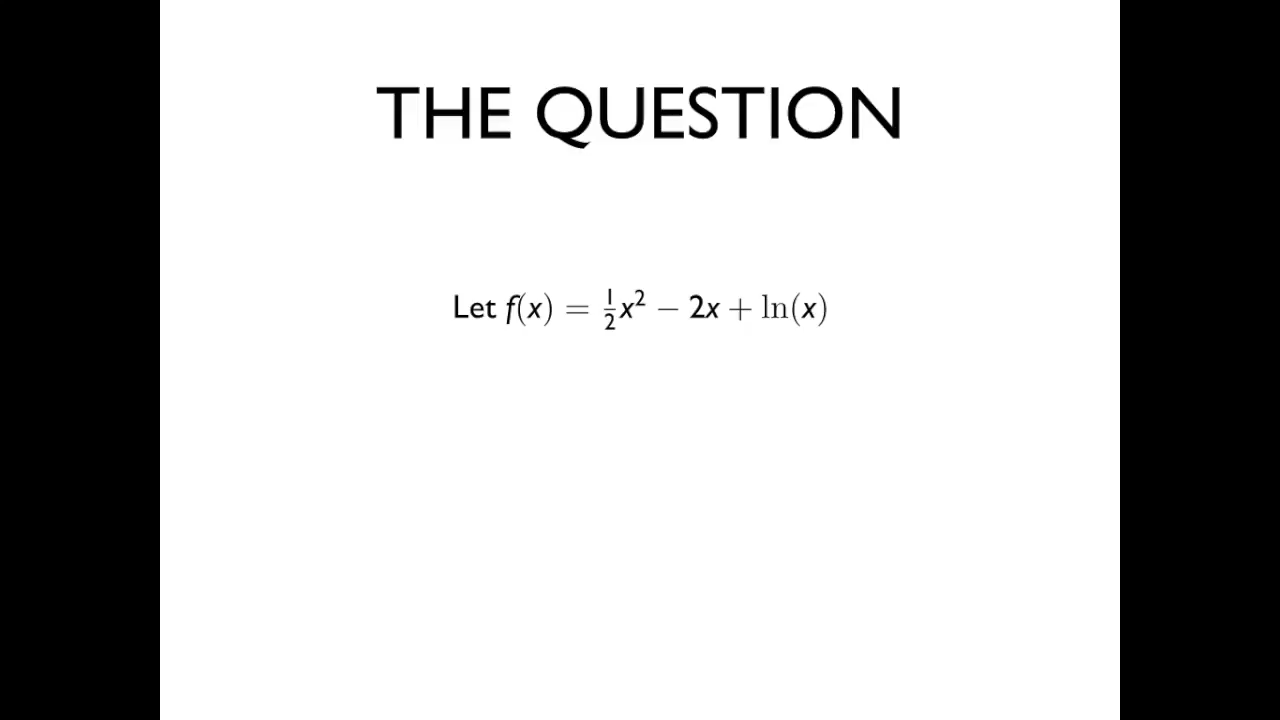 THE QUESTION
Let f(x) = ½x² − 2x + ln(x)